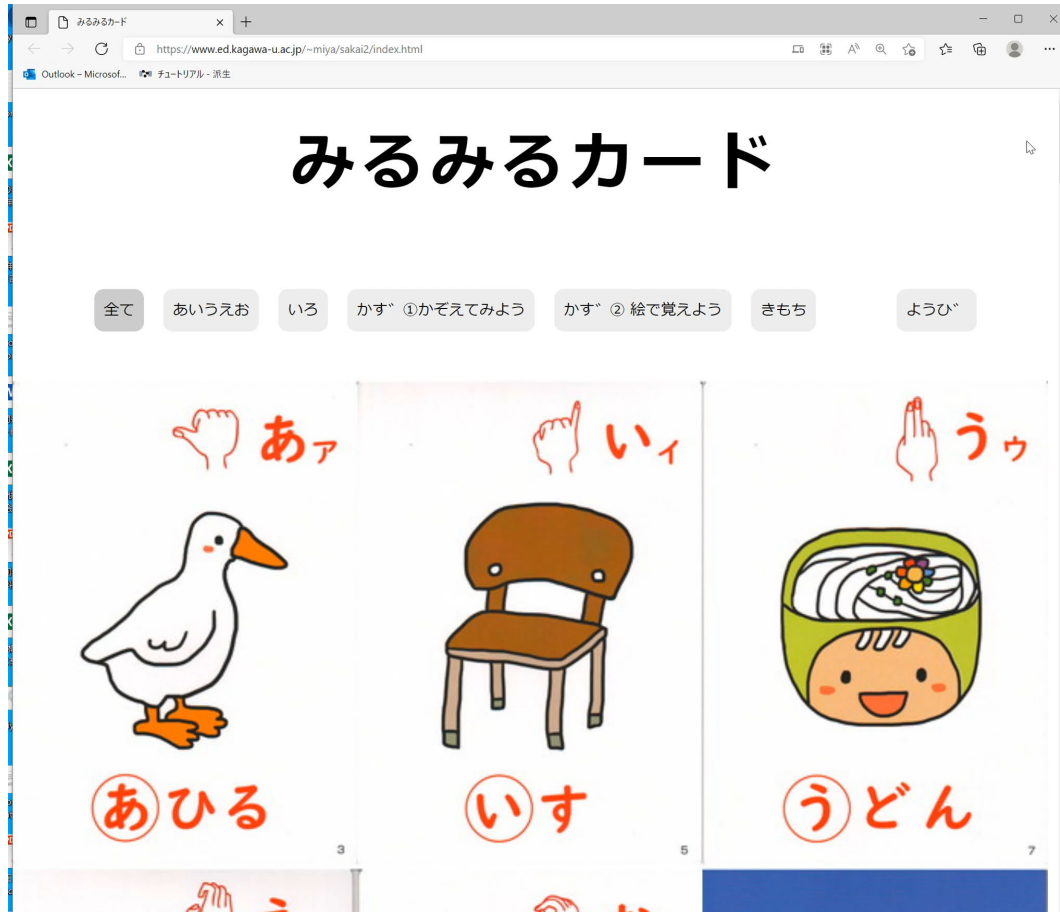 みるみるカード
https://www.ed.kagawa-u.ac.jp/~miya/sakai2/index.html
Outlook – Microsof... チュートリアル - 派生
みるみるカード
全て あいうえお いろ かず゛①かぞえてみよう かず゛② 絵で覚えよう きもち ようび゛
あァ いィ うゥ
あひる いす うどん
3 5 7